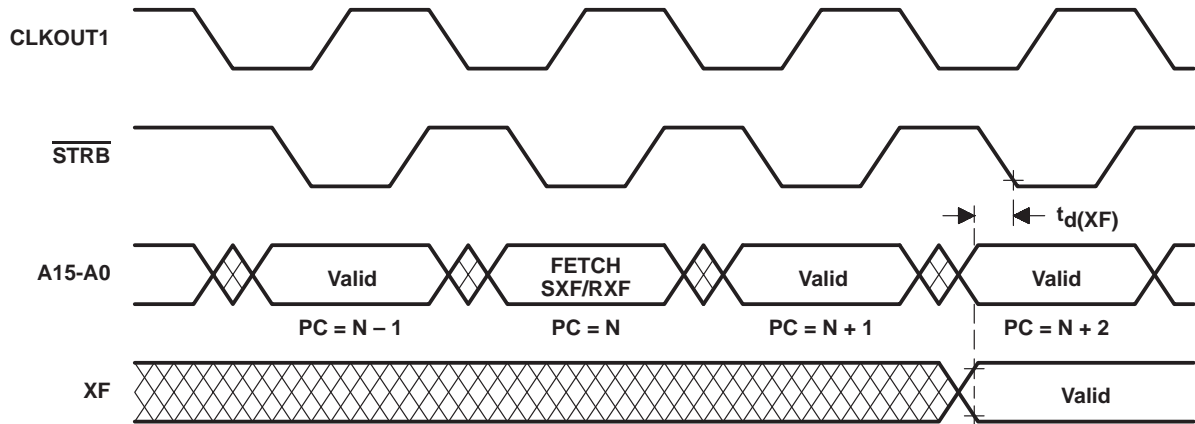 CLKOUT1
STRB
td(XF)
A15-A0
Valid
FETCH
SXF/RXF
Valid
Valid
PC = N – 1
PC = N
PC = N + 1
PC = N + 2
XF
Valid